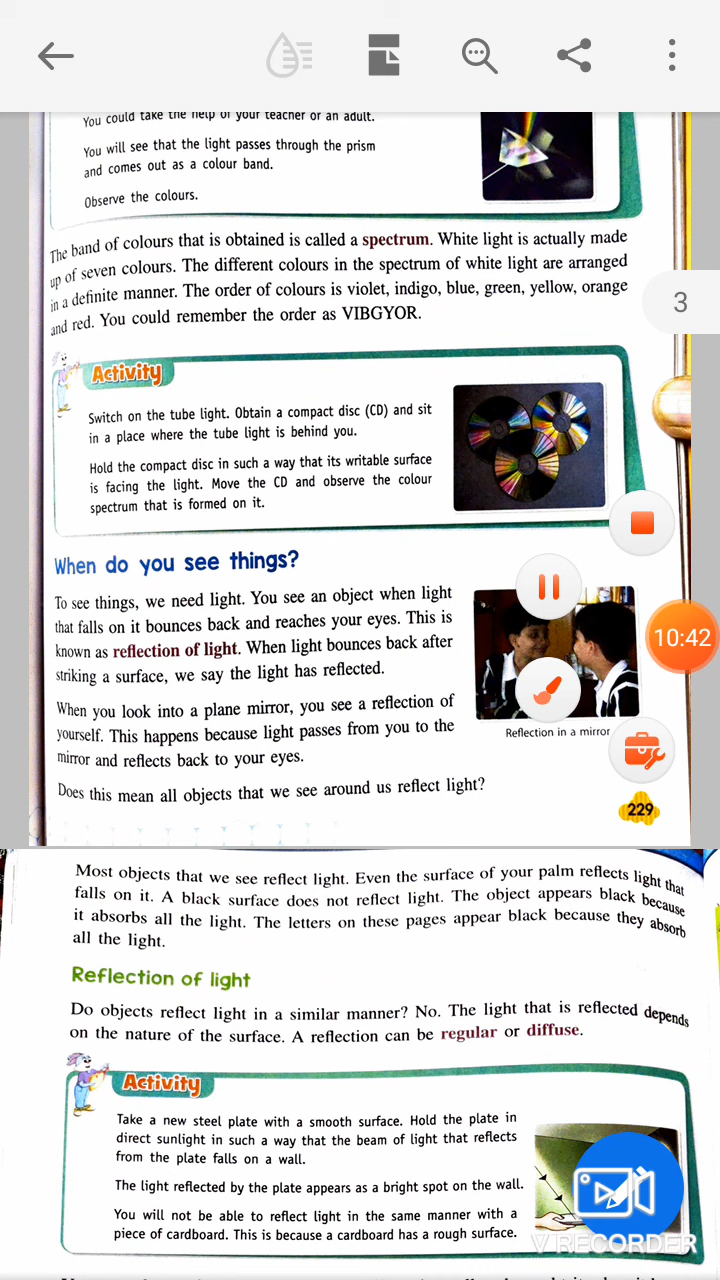 You could take the help of your teacher or an adult.
You will see that the light passes through the prism
and comes out as a colour band.
Observe the colours.
The band of colours that is obtained is called a spectrum. White light is actually made
up of seven colours. The different colours in the spectrum of white light are arranged
in a definite manner. The order of colours is violet, indigo, blue, green, yellow, orange
and red. You could remember the order as VIBGYOR.
3
Activity
Switch on the tube light. Obtain a compact disc (CD) and sit
in a place where the tube light is behind you.
Hold the compact disc in such a way that its writable surface
is facing the light. Move the CD and observe the colour
spectrum that is formed on it.
When do you see things?
To see things, we need light. You see an object when light
that falls on it bounces back and reaches your eyes. This is
known as reflection of light. When light bounces back after
striking a surface, we say the light has reflected.
10:42
When you look into a plane mirror, you see a reflection of
yourself. This happens because light passes from you to the
mirror and reflects back to your eyes.
Reflection in a mirror
Does this mean all objects that we see around us reflect light?
229
Most objects that we see reflect light. Even the surface of your palm reflects light that
falls on it. A black surface does not reflect light. The object appears black because
it absorbs all the light. The letters on these pages appear black because they absorb
all the light.
Reflection of light
Do objects reflect light in a similar manner? No. The light that is reflected depends
on the nature of the surface. A reflection can be regular or diffuse.
Activity
Take a new steel plate with a smooth surface. Hold the plate in
direct sunlight in such a way that the beam of light that reflects
from the plate falls on a wall.
The light reflected by the plate appears as a bright spot on the wall.
You will not be able to reflect light in the same manner with a
piece of cardboard. This is because a cardboard has a rough surface.
V RECORDER